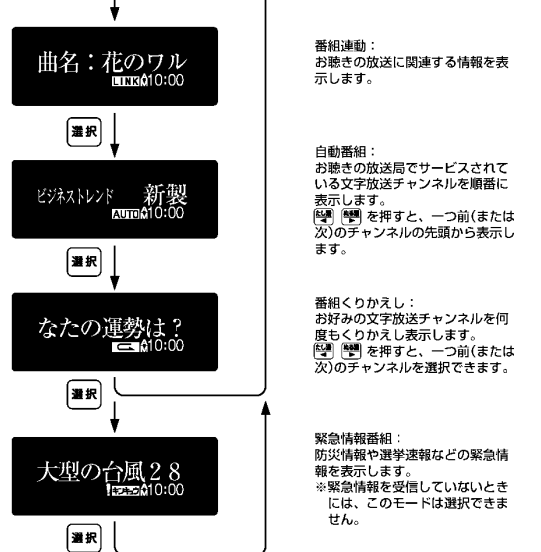 曲名：花のワル
LINK 10:00
番組連動：
お聴きの放送に関連する情報を表
示します。
選択
ビジネストレンド 新製
AUTO 10:00
自動番組：
お聴きの放送局でサービスされて
いる文字放送チャンネルを順番に
表示します。
を押すと、一つ前(または
次)のチャンネルの先頭から表示し
ます。
選択
なたの運勢は？
10:00
番組くりかえし：
お好みの文字放送チャンネルを何
度もくりかえし表示します。
を押すと、一つ前(または
次)のチャンネルを選択できます。
選択
大型の台風２８
10:00
緊急情報番組：
防災情報や選挙速報などの緊急情
報を表示します。
※緊急情報を受信していないとき
には、このモードは選択できま
せん。
選択